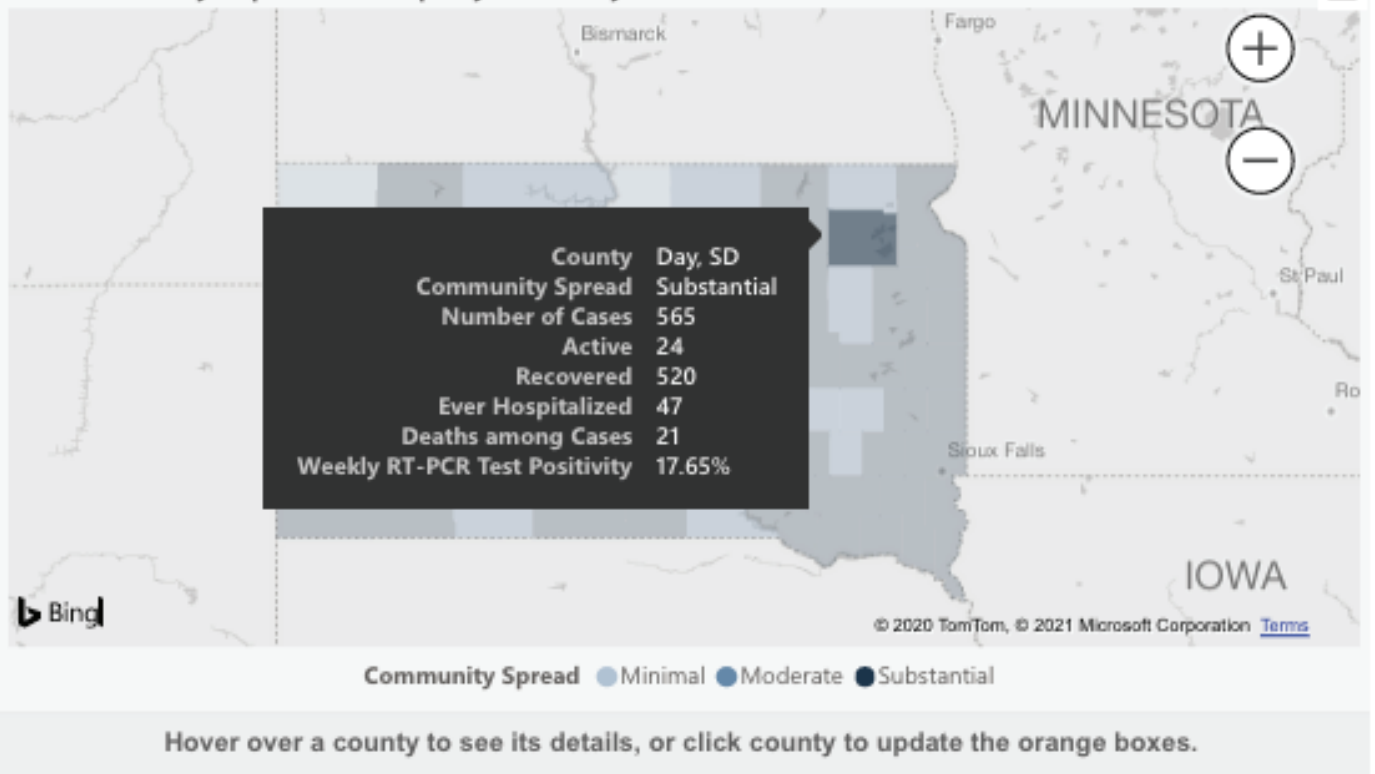 Bismarck
Fargo
MINNESOTA
County Day, SD
Community Spread Substantial
Number of Cases 565
Active 24
Recovered 520
Ever Hospitalized 47
Deaths among Cases 21
Weekly RT-PCR Test Positivity 17.65%
St Paul
Ro
Sioux Falls
IOWA
Bing
© 2020 TomTom, © 2021 Microsoft Corporation Terms
Community Spread Minimal Moderate Substantial
Hover over a county to see its details, or click county to update the orange boxes.